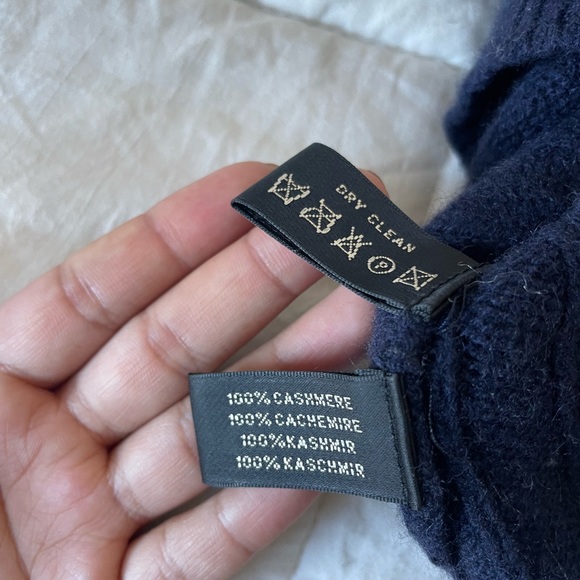 DRY CLEAN
P
100% CASHMERE
100% CACHEMIRE
100% KASHMIR
100% KASCHMIR